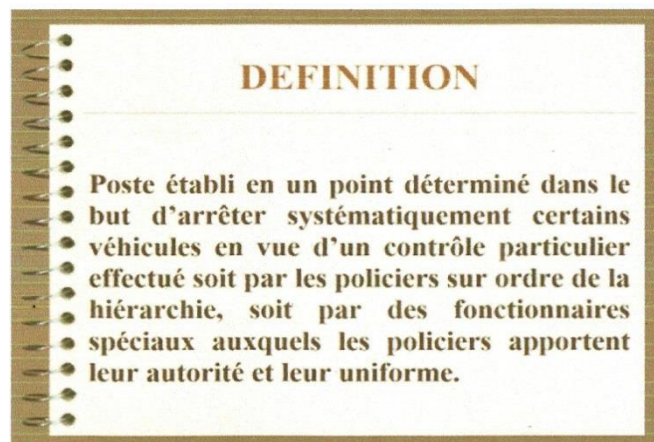 DEFINITION
Poste établi en un point déterminé dans le
but d'arrêter systématiquement certains
véhicules en vue d'un contrôle particulier
effectué soit par les policiers sur ordre de la
hiérarchie, soit par des fonctionnaires
spéciaux auxquels les policiers apportent
leur autorité et leur uniforme.